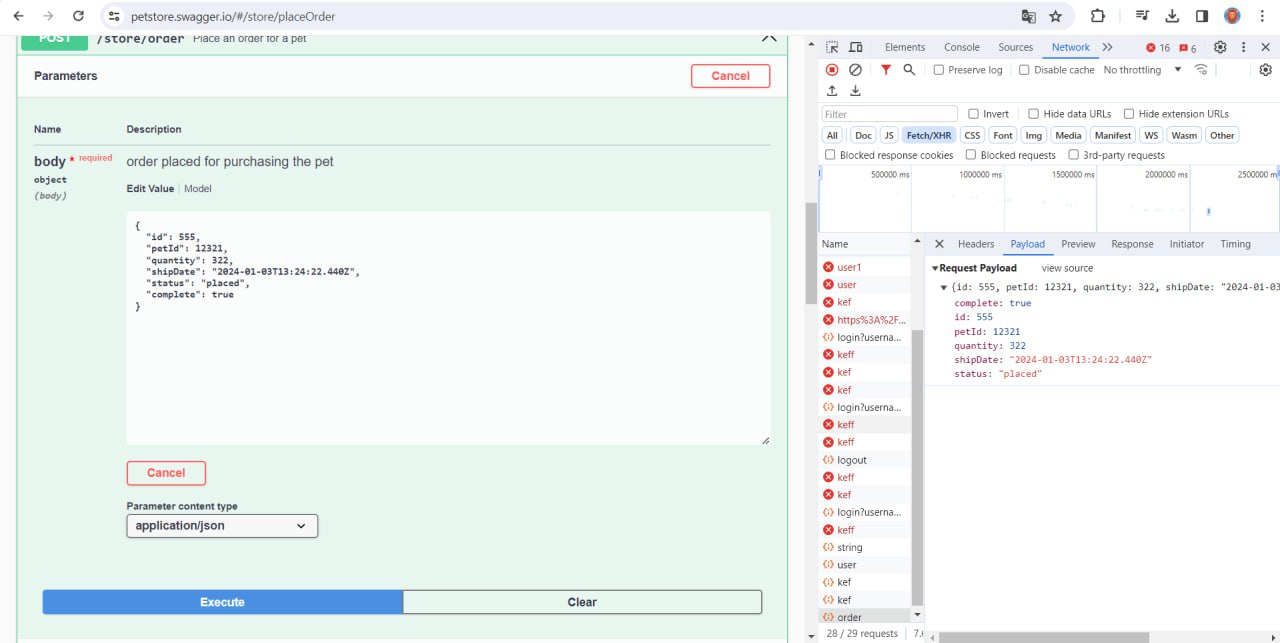 petstore.swagger.io/#/store/placeOrder
POST /store/order Place an order for a pet
Parameters
Cancel
Name Description
body * required
object
(body)
order placed for purchasing the pet
Edit Value | Model
{
"id": 555,
"petId": 12321,
"quantity": 322,
"shipDate": "2024-01-03T13:24:22.440Z",
"status": "placed",
"complete": true
}
Cancel
Parameter content type
application/json
Execute
Clear
Elements Console Sources Network 16 6
Preserve log Disable cache No throttling
Filter Invert Hide data URLs Hide extension URLs
All Doc JS Fetch/XHR CSS Font Img Media Manifest WS Wasm Other
Blocked response cookies Blocked requests 3rd-party requests
500000 ms 1000000 ms 1500000 ms 2000000 ms 2500000 ms
Name
user1
user
kef
https%3A%2F...
login?userna...
keff
kef
kef
login?userna...
keff
keff
logout
keff
kef
login?userna...
keff
string
user
kef
kef
order
28 / 29 requests 7.
Headers Payload Preview Response Initiator Timing
Request Payload view source
{id: 555, petId: 12321, quantity: 322, shipDate: "2024-01-03
complete: true
id: 555
petId: 12321
quantity: 322
shipDate: "2024-01-03T13:24:22.440Z"
status: "placed"